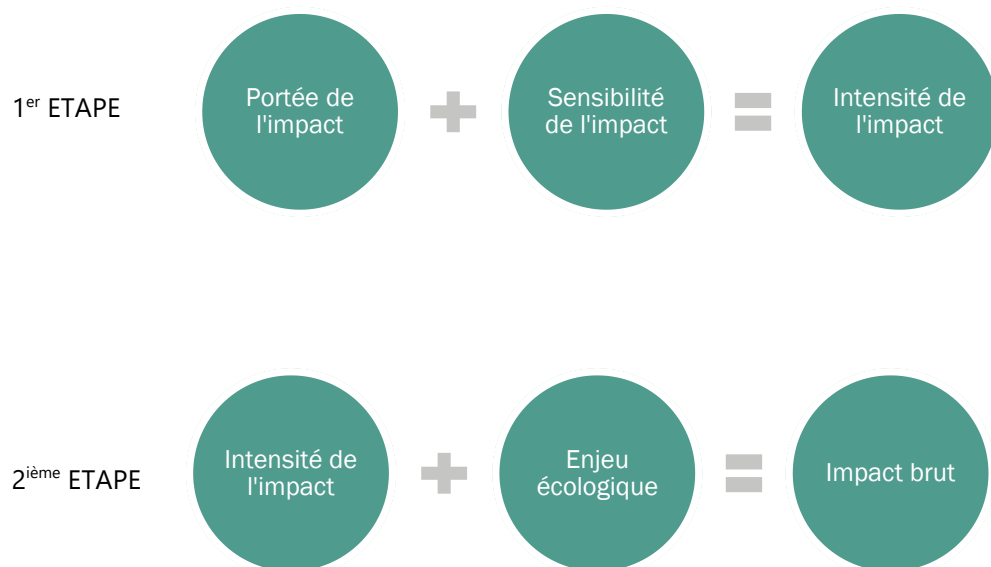 1er ETAPE
Portée de
l'impact
Sensibilité
de l'impact
Intensité de
l'impact
2ième ETAPE
Intensité de
l'impact
Enjeu
écologique
Impact brut